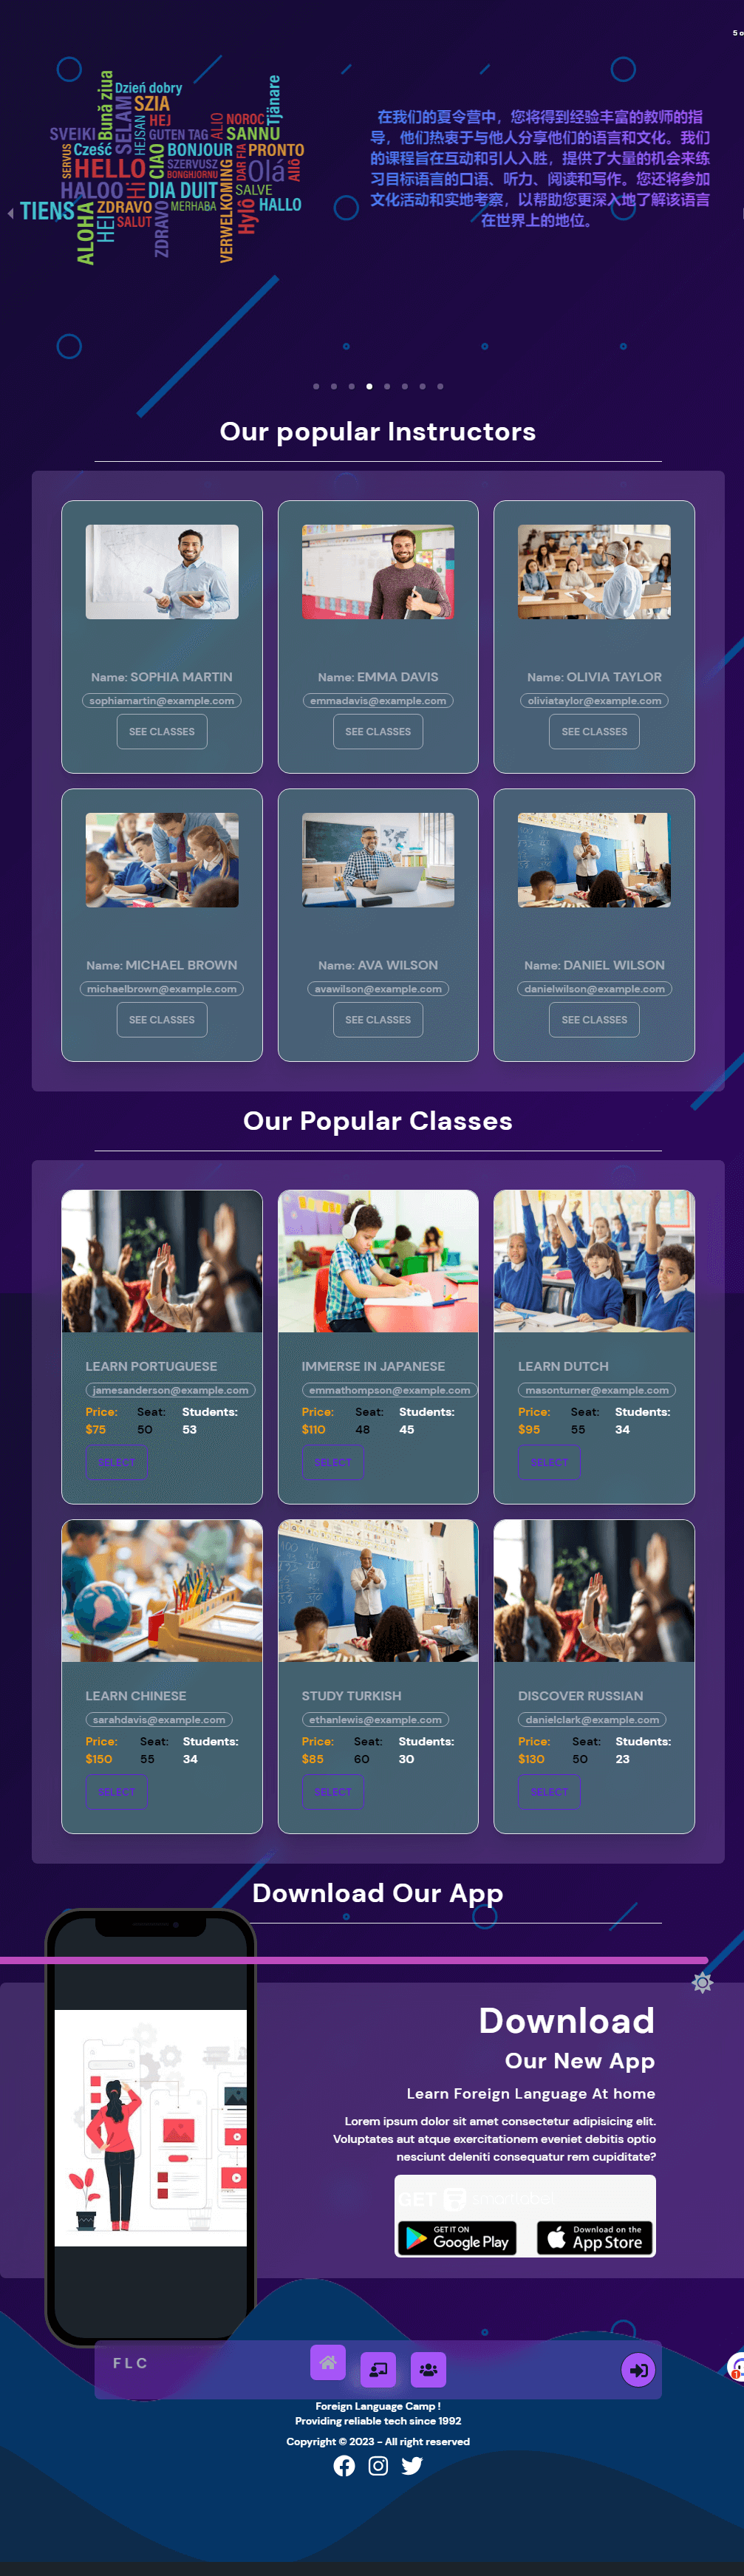 5 o
Dzień dobry
Bună ziua
SELAM
SZIA
HEJ
Tjänare
SVEIKI
HEJSAN
GUTEN TAG
ALIO
NOROC
SANNU
SERVUS
Cześć
CIAO
BONJOUR
PRONTO
HELLO
SZERVUSZ
BONGHJORNU
DAR FIA
Olá
Allô
HALOO
Hi
DIA DUIT
VERWELKOMING
SALVE
TIENS
ALOHA
HEI
ZDRAVO
SALUT
ZDRAVO
MERHABA
Hylô
HALLO
在我们的夏令营中，您将得到经验丰富的教师的指
导，他们热衷于与他人分享他们的语言和文化。我们
的课程旨在互动和引人入胜，提供了大量的机会来练
习目标语言的口语、听力、阅读和写作。您还将参加
文化活动和实地考察，以帮助您更深入地了解该语言
在世界上的地位。
Our popular Instructors
Name: SOPHIA MARTIN
sophiamartin@example.com
SEE CLASSES
Name: EMMA DAVIS
emmadavis@example.com
SEE CLASSES
Name: OLIVIA TAYLOR
oliviataylor@example.com
SEE CLASSES
Name: MICHAEL BROWN
michaelbrown@example.com
SEE CLASSES
Name: AVA WILSON
avawilson@example.com
SEE CLASSES
Name: DANIEL WILSON
danielwilson@example.com
SEE CLASSES
Our Popular Classes
LEARN PORTUGUESE
jamesanderson@example.com
Price: Seat: Students:
$75 50 53
SELECT
IMMERSE IN JAPANESE
emmathompson@example.com
Price: Seat: Students:
$110 48 45
SELECT
LEARN DUTCH
masonturner@example.com
Price: Seat: Students:
$95 55 34
SELECT
LEARN CHINESE
sarahdavis@example.com
Price: Seat: Students:
$150 55 34
SELECT
STUDY TURKISH
ethanlewis@example.com
Price: Seat: Students:
$85 60 30
SELECT
DISCOVER RUSSIAN
danielclark@example.com
Price: Seat: Students:
$130 50 23
SELECT
Download Our App
Download
Our New App
Learn Foreign Language At home
Lorem ipsum dolor sit amet consectetur adipisicing elit.
Voluptates aut atque exercitationem eveniet debitis optio
nesciunt deleniti consequatur rem cupiditate?
GET
GET IT ON
Google Play
Download on the
App Store
FLC
1
Foreign Language Camp !
Providing reliable tech since 1992
Copyright © 2023 - All right reserved